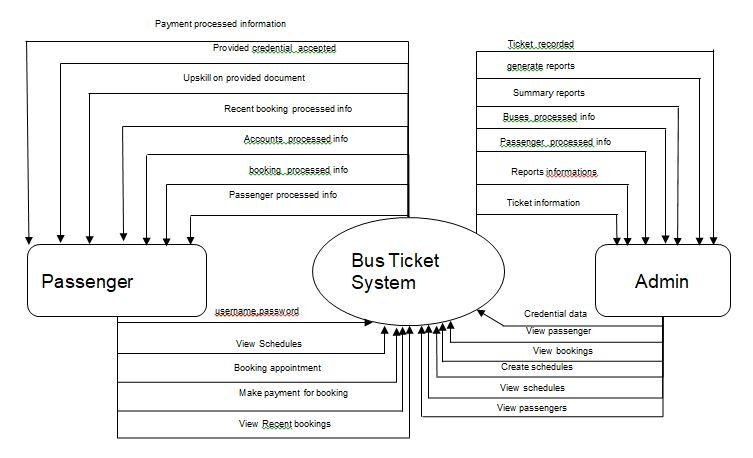 Payment processed information
Provided credential accepted
Upskill on provided document
Recent booking processed info
Accounts processed info
booking processed info
Passenger processed info
Ticket recorded
generate reports
Summary reports
Buses processed info
Passenger processed info
Reports informations
Ticket information
Passenger
Bus Ticket
System
Admin
username,password
View Schedules
Booking appointment
Make payment for booking
View Recent bookings
Credential data
View passenger
View bookings
Create schedules
View schedules
View passengers